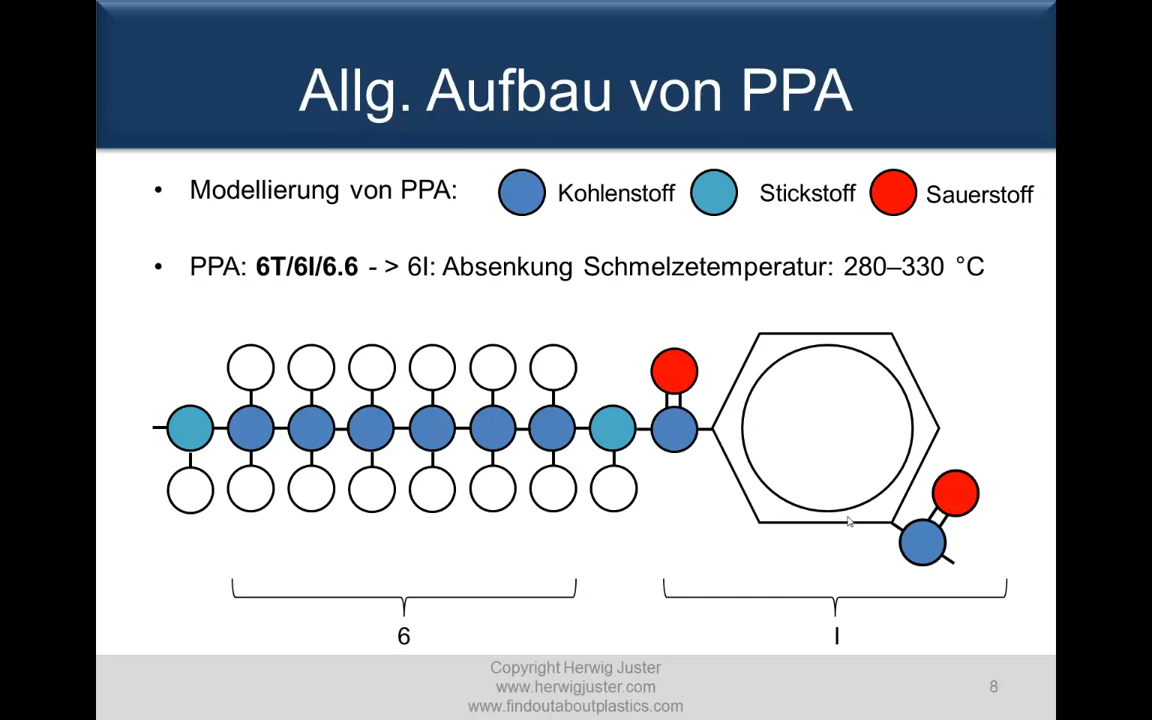 Allg. Aufbau von PPA
• Modellierung von PPA: Kohlenstoff Stickstoff Sauerstoff
• PPA: 6T/6I/6.6 - > 6I: Absenkung Schmelzetemperatur: 280–330 °C
6 I
Copyright Herwig Juster
www.herwigjuster.com 8
www.findoutaboutplastics.com